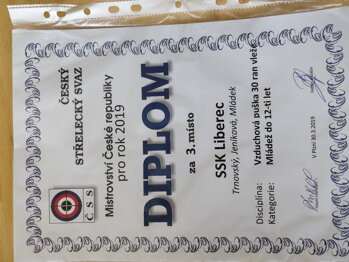 ČESKÝ
STŘELECKÝ SVAZ
ČSS
Mistrovství České republiky
pro rok 2019
DIPLOM
za 3. místo
SSK Liberec
Trnovský, Jeníková, Mládek
Disciplína: Vzduchová puška 30 ran vleže
Kategorie: Mládež do 12-ti let
V Plzni 30.3.2019